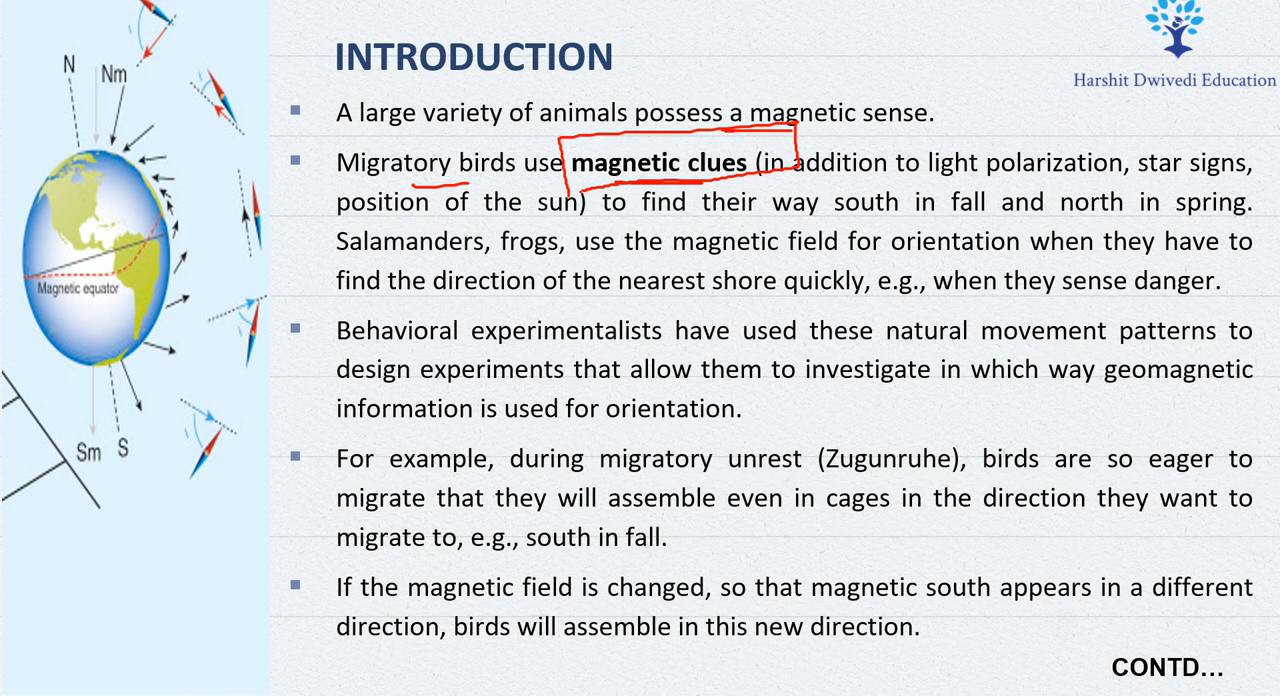 Harshit Dwivedi Education
INTRODUCTION
A large variety of animals possess a magnetic sense.
Migratory birds use magnetic clues (in addition to light polarization, star signs,
position of the sun) to find their way south in fall and north in spring.
Salamanders, frogs, use the magnetic field for orientation when they have to
find the direction of the nearest shore quickly, e.g., when they sense danger.
Behavioral experimentalists have used these natural movement patterns to
design experiments that allow them to investigate in which way geomagnetic
information is used for orientation.
For example, during migratory unrest (Zugunruhe), birds are so eager to
migrate that they will assemble even in cages in the direction they want to
migrate to, e.g., south in fall.
If the magnetic field is changed, so that magnetic south appears in a different
direction, birds will assemble in this new direction.
CONTD...
N
Nm
Magnetic equator
Sm
S